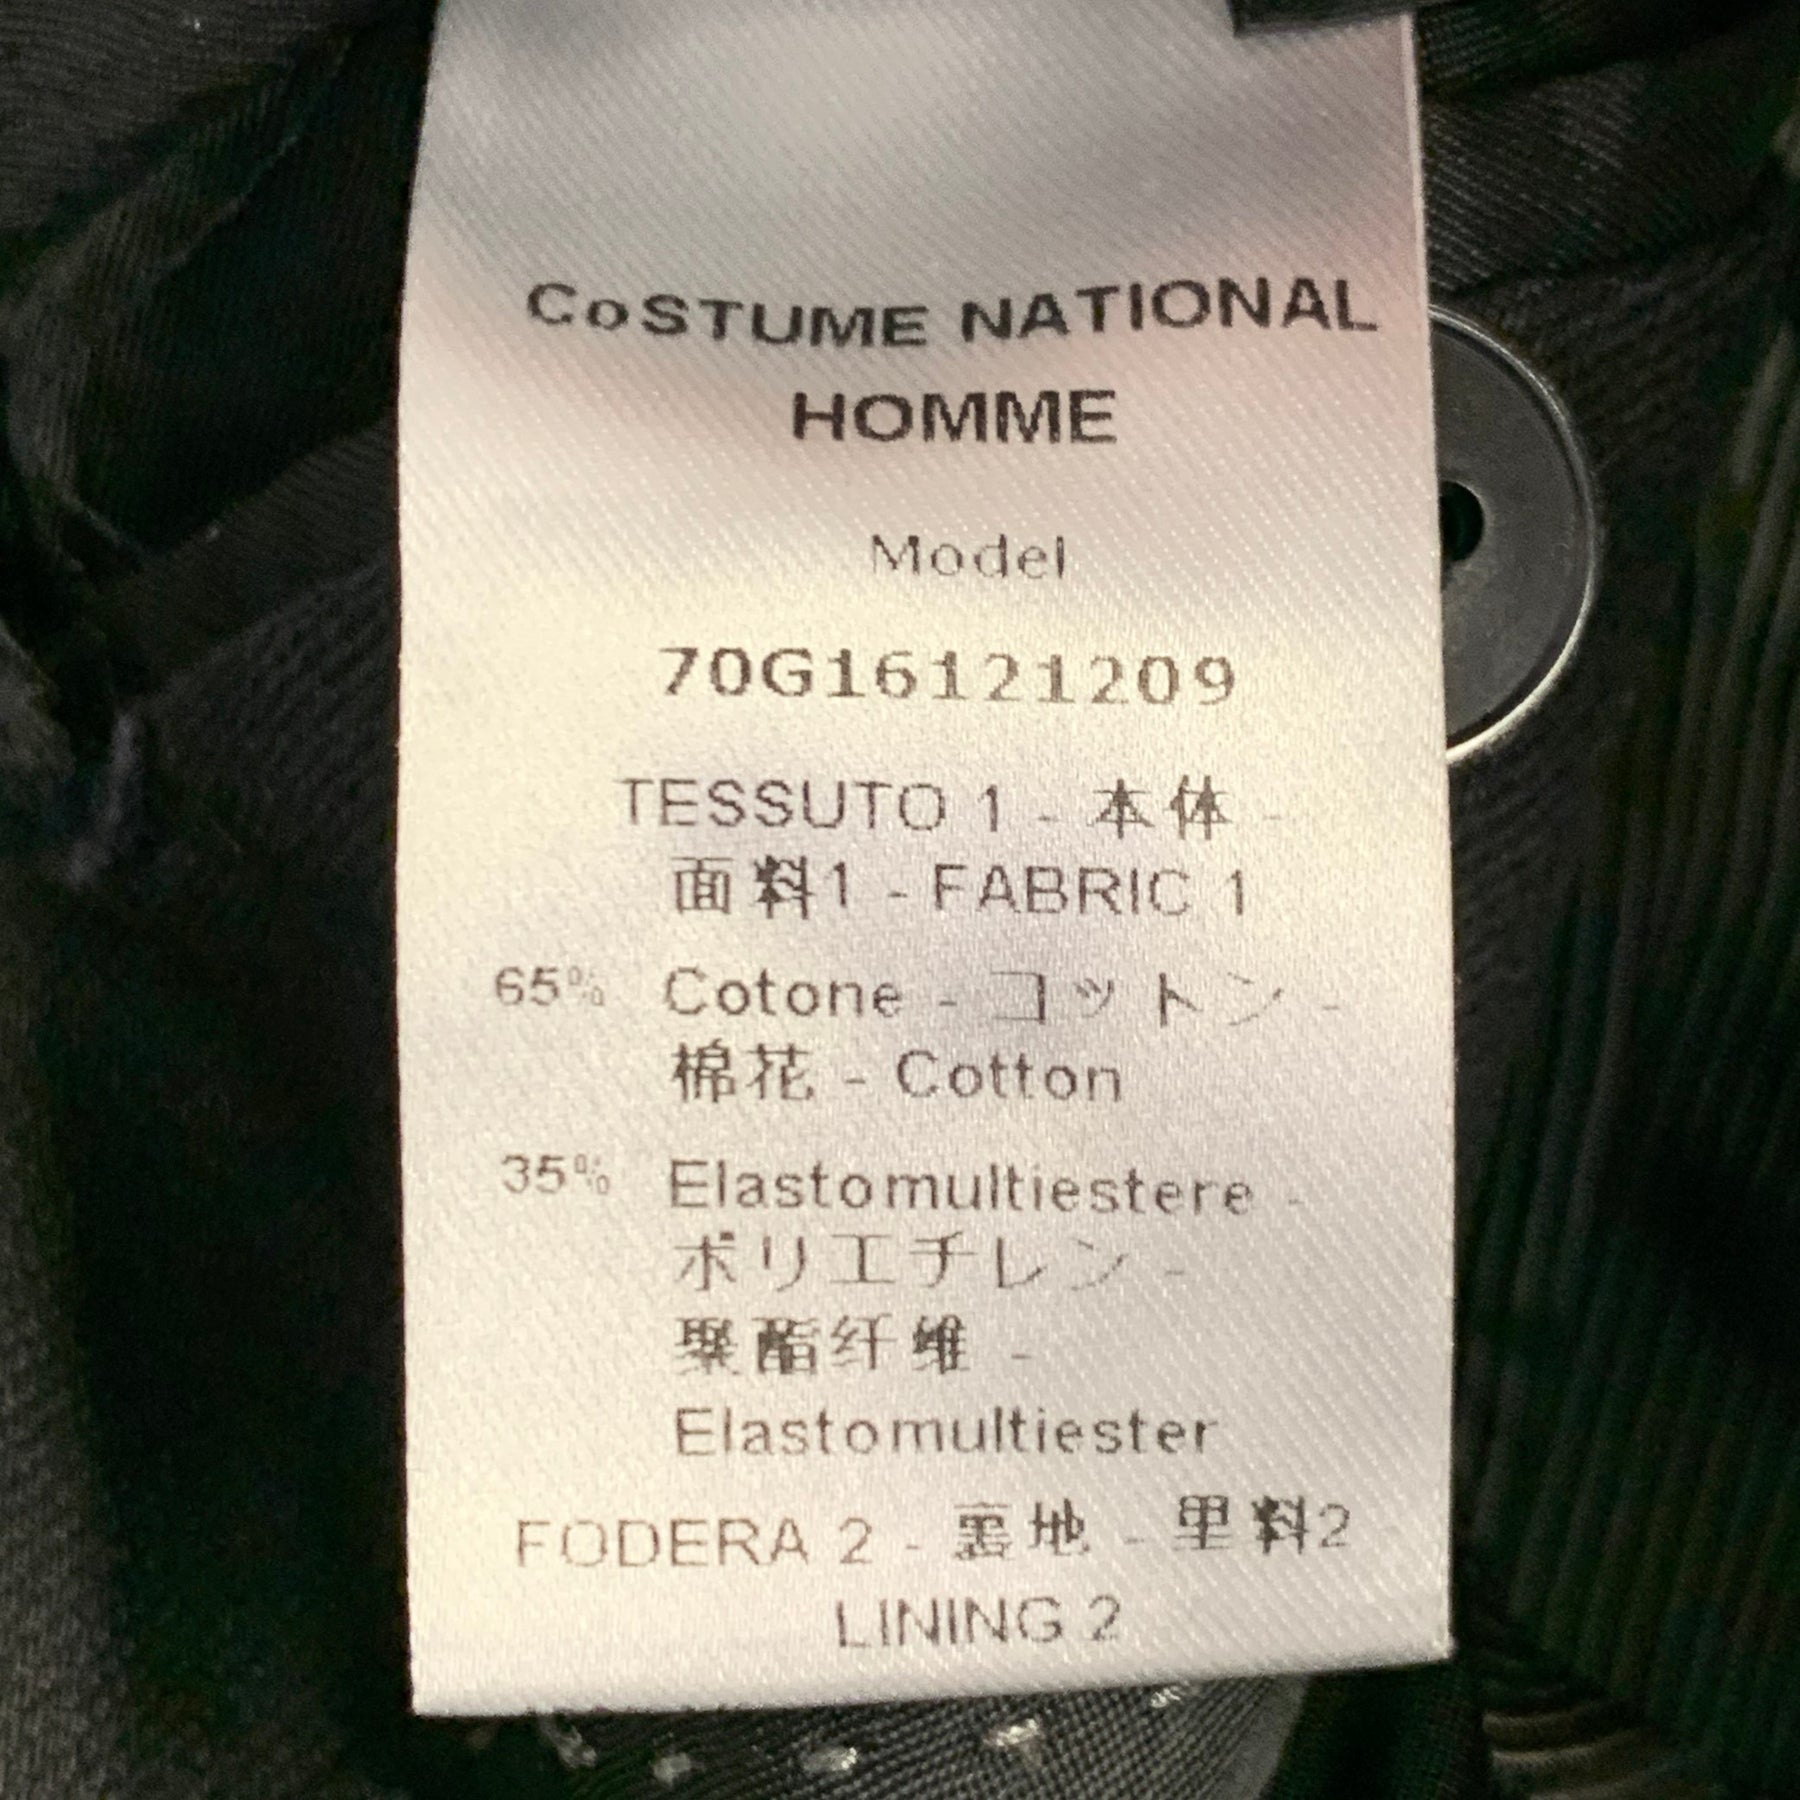 CoSTUME NATIONAL
HOMME
Model
70G16121209
TESSUTO 1 - 本体 -
面料1 - FABRIC 1
65% Cotone - コットン -
棉花 - Cotton
35% Elastomultiestere -
ポリエチレン -
聚酯纤维 -
Elastomultiester
FODERA 2 - 裏地 - 里料2
LINING 2